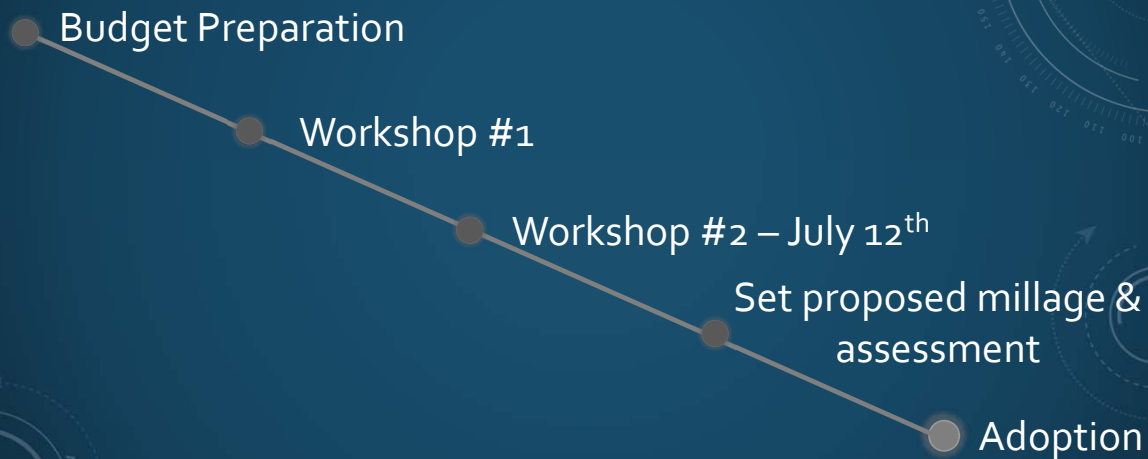 Budget Preparation
Workshop #1
Workshop #2 – July 12th
Set proposed millage &
assessment
Adoption